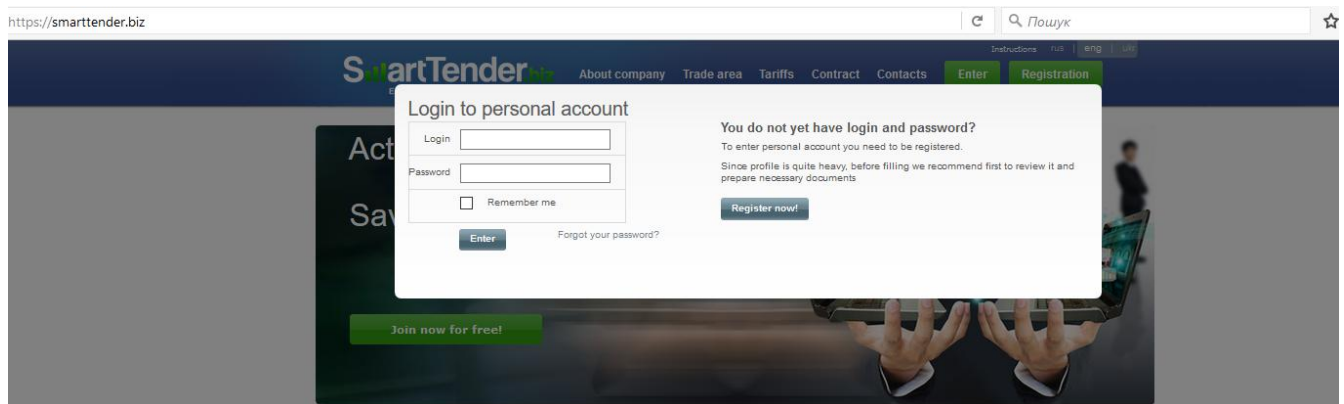 https://smarttender.biz
Пошук
Instructions rus | eng | ukr
SmartTender.biz
About company Trade area Tariffs Contract Contacts Enter Registration
Login to personal account
Login
Password
Remember me
Enter
Forgot your password?
You do not yet have login and password?
To enter personal account you need to be registered.
Since profile is quite heavy, before filling we recommend first to review it and
prepare necessary documents
Register now!
Act
Sav
Join now for free!